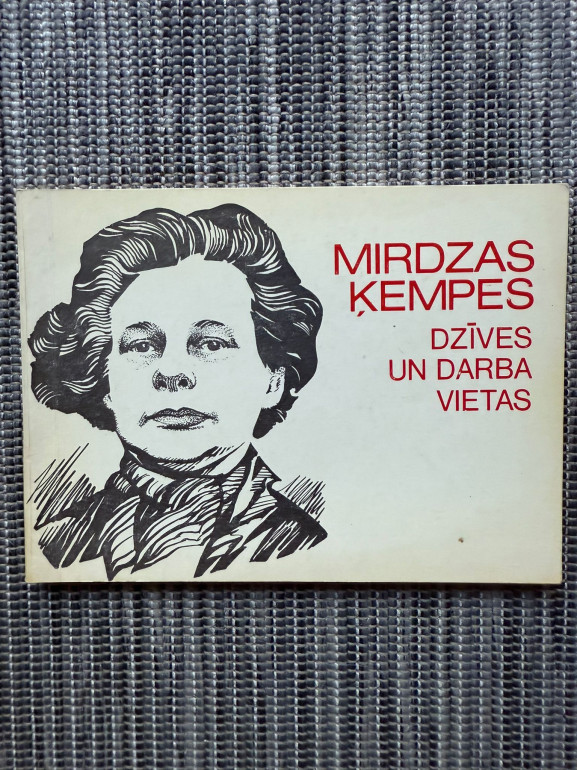 MIRDZAS
ĶEMPES
DZĪVES
UN DARBA
VIETAS